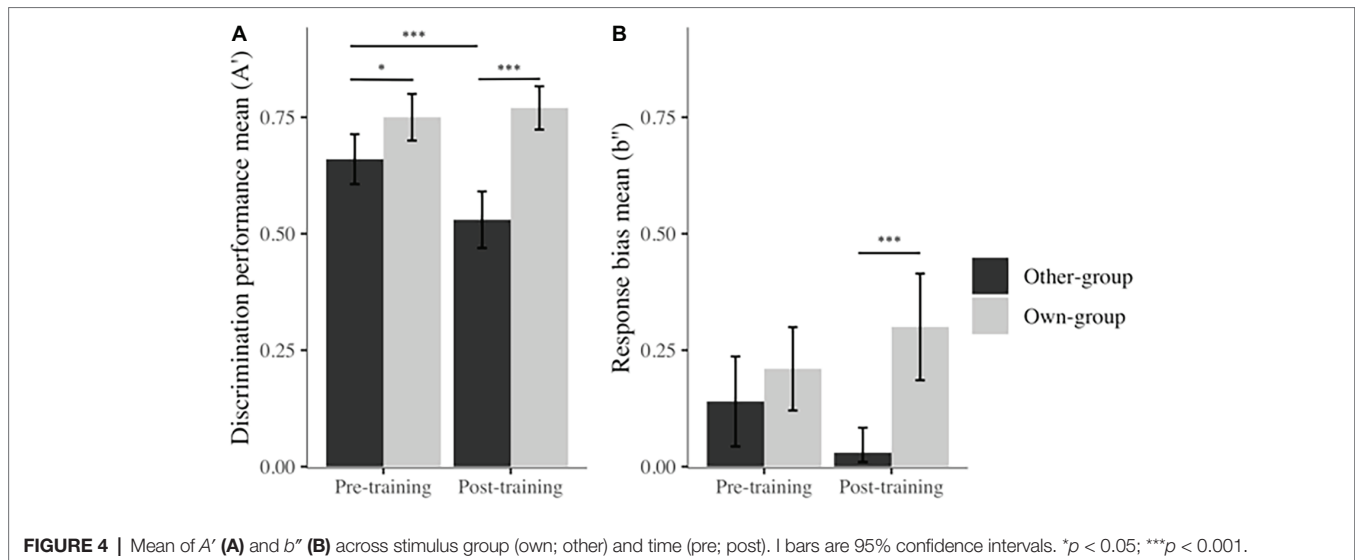 A
Discrimination performance mean (A')
0.75
0.50
0.25
0.00
***
*
***
Pre-training
Post-training
B
Response bias mean (b")
0.75
0.50
0.25
0.00
***
Pre-training
Post-training
Other-group
Own-group
FIGURE 4 | Mean of A′ (A) and b″ (B) across stimulus group (own; other) and time (pre; post). I bars are 95% confidence intervals. *p < 0.05; ***p < 0.001.